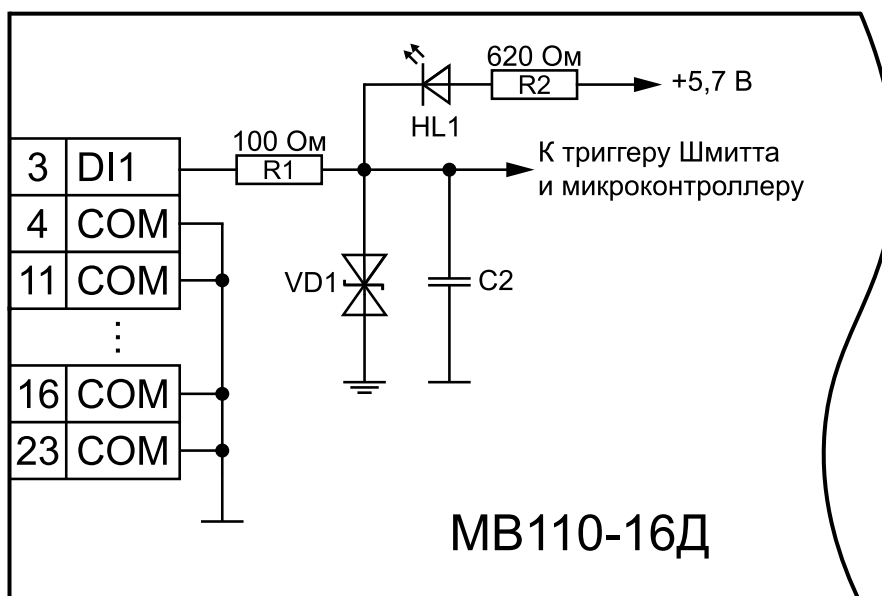 620 Ом
R2
+5,7 В
HL1
100 Ом
R1
К триггеру Шмитта
и микроконтроллеру
3 DI1
4 COM
11 COM
⋮
16 COM
23 COM
VD1
C2
МВ110-16Д